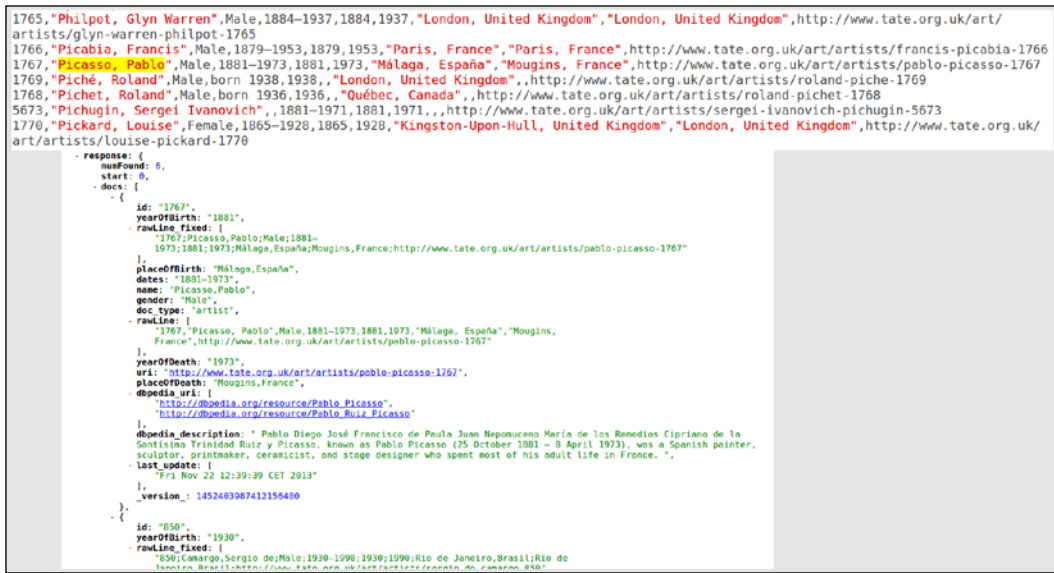 1765,"Philpot, Glyn Warren",Male,1884–1937,1884,1937,"London, United Kingdom","London, United Kingdom",http://www.tate.org.uk/art/
artists/glyn-warren-philpot-1765
1766,"Picabia, Francis",Male,1879–1953,1879,1953,"Paris, France","Paris, France",http://www.tate.org.uk/art/artists/francis-picabia-1766
1767,"Picasso, Pablo",Male,1881–1973,1881,1973,"Málaga, España","Mougins, France",http://www.tate.org.uk/art/artists/pablo-picasso-1767
1769,"Piché, Roland",Male,born 1938,1938,,"London, United Kingdom",,http://www.tate.org.uk/art/artists/roland-piche-1769
1768,"Pichet, Roland",Male,born 1936,1936,,"Québec, Canada",,http://www.tate.org.uk/art/artists/roland-pichet-1768
5673,"Pichugin, Sergei Ivanovich",,1881–1971,1881,1971,,,http://www.tate.org.uk/art/artists/sergei-ivanovich-pichugin-5673
1770,"Pickard, Louise",Female,1865–1928,1865,1928,"Kingston-Upon-Hull, United Kingdom","London, United Kingdom",http://www.tate.org.uk/
art/artists/louise-pickard-1770
- response: {
numFound: 6,
start: 0,
- docs: [
- {
id: "1767",
yearOfBirth: "1881",
- rawLine_fixed: [
"1767;Picasso,Pablo;Male;1881–
1973;1881;1973;Málaga,España;Mougins,France;http://www.tate.org.uk/art/artists/pablo-picasso-1767"
],
placeOfBirth: "Málaga,España",
dates: "1881–1973",
name: "Picasso,Pablo",
gender: "Male",
doc_type: "artist",
- rawLine: [
"1767,"Picasso, Pablo",Male,1881–1973,1881,1973,"Málaga, España","Mougins,
France",http://www.tate.org.uk/art/artists/pablo-picasso-1767"
],
yearOfDeath: "1973",
uri: "http://www.tate.org.uk/art/artists/pablo-picasso-1767",
placeOfDeath: "Mougins,France",
- dbpedia_uri: [
"http://dbpedia.org/resource/Pablo_Picasso",
"http://dbpedia.org/resource/Pablo_Ruiz_Picasso"
],
dbpedia_description: " Pablo Diego José Francisco de Paula Juan Nepomuceno María de los Remedios Cipriano de la
Santísima Trinidad Ruiz y Picasso, known as Pablo Picasso (25 October 1881 – 8 April 1973), was a Spanish painter,
sculptor, printmaker, ceramicist, and stage designer who spent most of his adult life in France. ",
- last_update: [
"Fri Nov 22 12:39:39 CET 2013"
],
_version_: 1452403987412156400
},
- {
id: "850",
yearOfBirth: "1930",
- rawLine_fixed: [
"850;Camargo,Sergio de;Male;1930–1990;1930;1990;Rio de Janeiro,Brasil;Rio de
Janeiro,Brasil;http://www.tate.org.uk/art/artists/sergio-de-camargo-850"